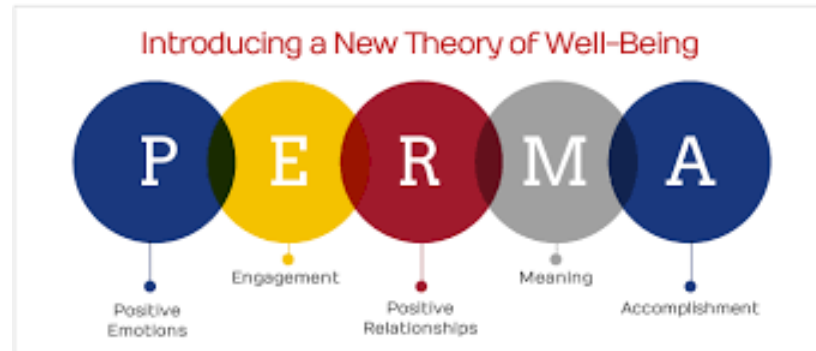 Introducing a New Theory of Well-Being
P E R M A
Positive
Emotions
Engagement
Positive
Relationships
Meaning
Accomplishment